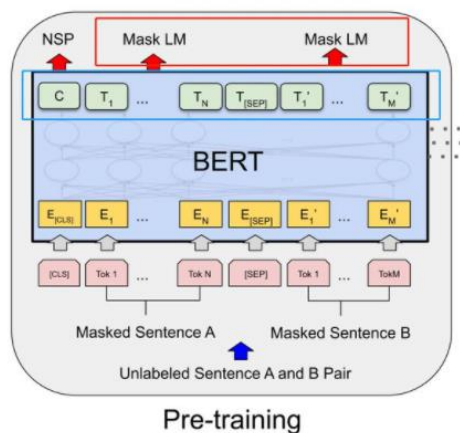 NSP Mask LM Mask LM
C T1 ... TN T[SEP] T1' ... TM'
BERT
E[CLS] E1 ... EN E[SEP] E1' ... EM'
[CLS] Tok 1 ... Tok N [SEP] Tok 1 ... TokM
Masked Sentence A Masked Sentence B
Unlabeled Sentence A and B Pair
Pre-training